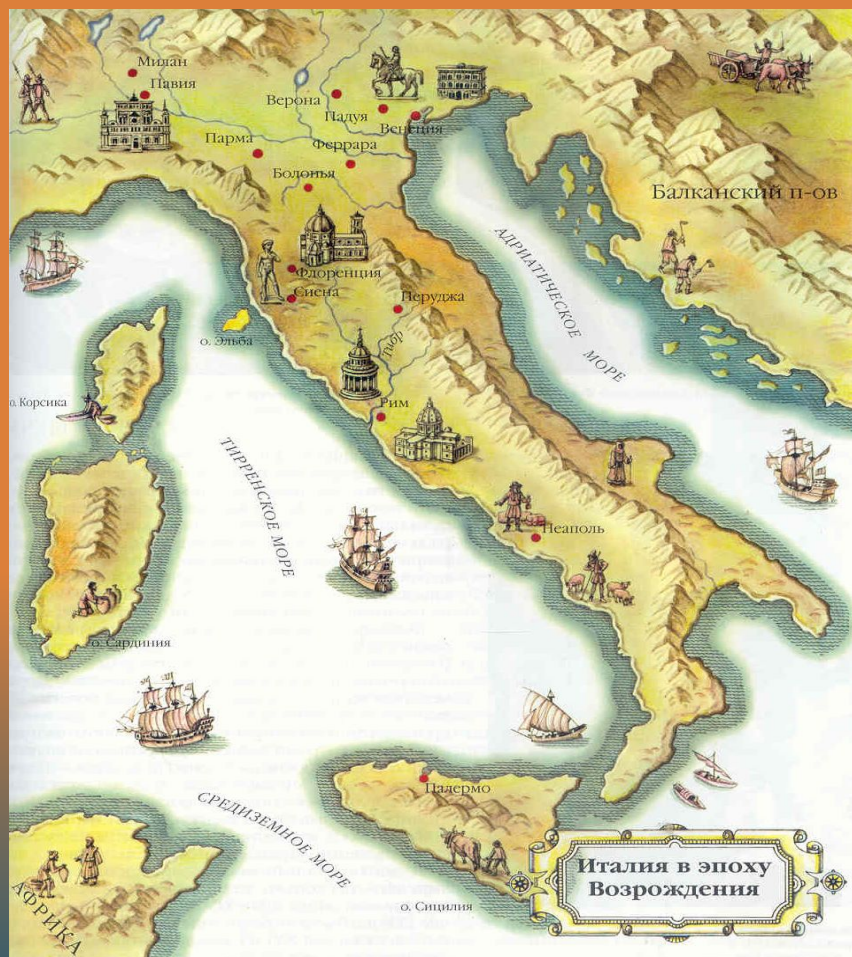 Милан
Павия
Верона
Падуя
Венеция
Парма
Феррара
Болонья
Балканский п-ов
АДРИАТИЧЕСКОЕ МОРЕ
Флоренция
Сиена
Перуджа
о. Эльба
Тибр
о. Корсика
Рим
ТИРРЕНСКОЕ МОРЕ
Неаполь
о. Сардиния
Палермо
СРЕДИЗЕМНОЕ МОРЕ
АФРИКА
о. Сицилия
Италия в эпоху
Возрождения